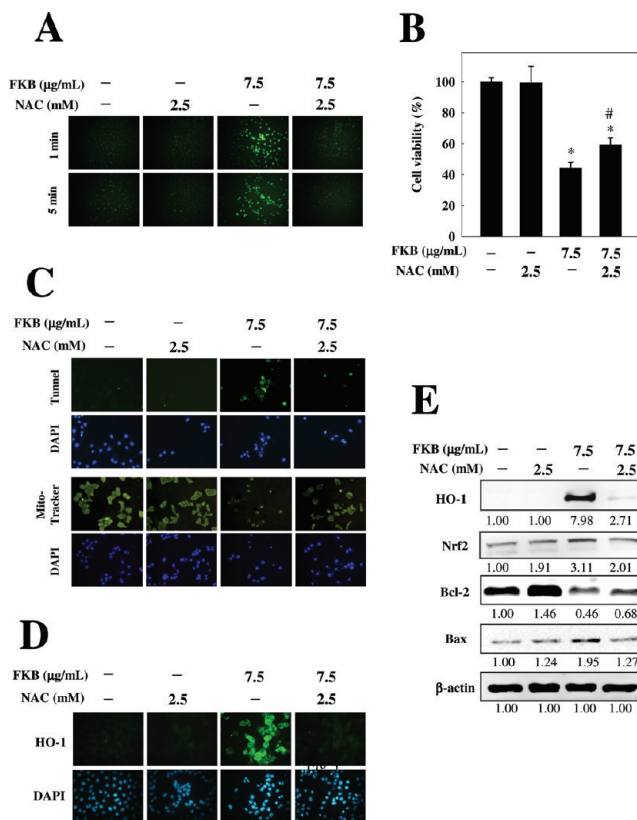 A
FKB (μg/mL) – – 7.5 7.5
NAC (mM) – 2.5 – 2.5
1 min
5 min
B
Cell viability (%)
100
80
60
40
20
0
*
#
*
FKB (μg/mL) – – 7.5 7.5
NAC (mM) – 2.5 – 2.5
C
FKB (μg/mL) – – 7.5 7.5
NAC (mM) – 2.5 – 2.5
Tunnel
DAPI
Mito-
Tracker
DAPI
D
FKB (μg/mL) – – 7.5 7.5
NAC (mM) – 2.5 – 2.5
HO-1
DAPI
E
FKB (μg/mL) – – 7.5 7.5
NAC (mM) – 2.5 – 2.5
HO-1
1.00 1.00 7.98 2.71
Nrf2
1.00 1.91 3.11 2.01
Bcl-2
1.00 1.46 0.46 0.68
Bax
1.00 1.24 1.95 1.27
β-actin
1.00 1.00 1.00 1.00